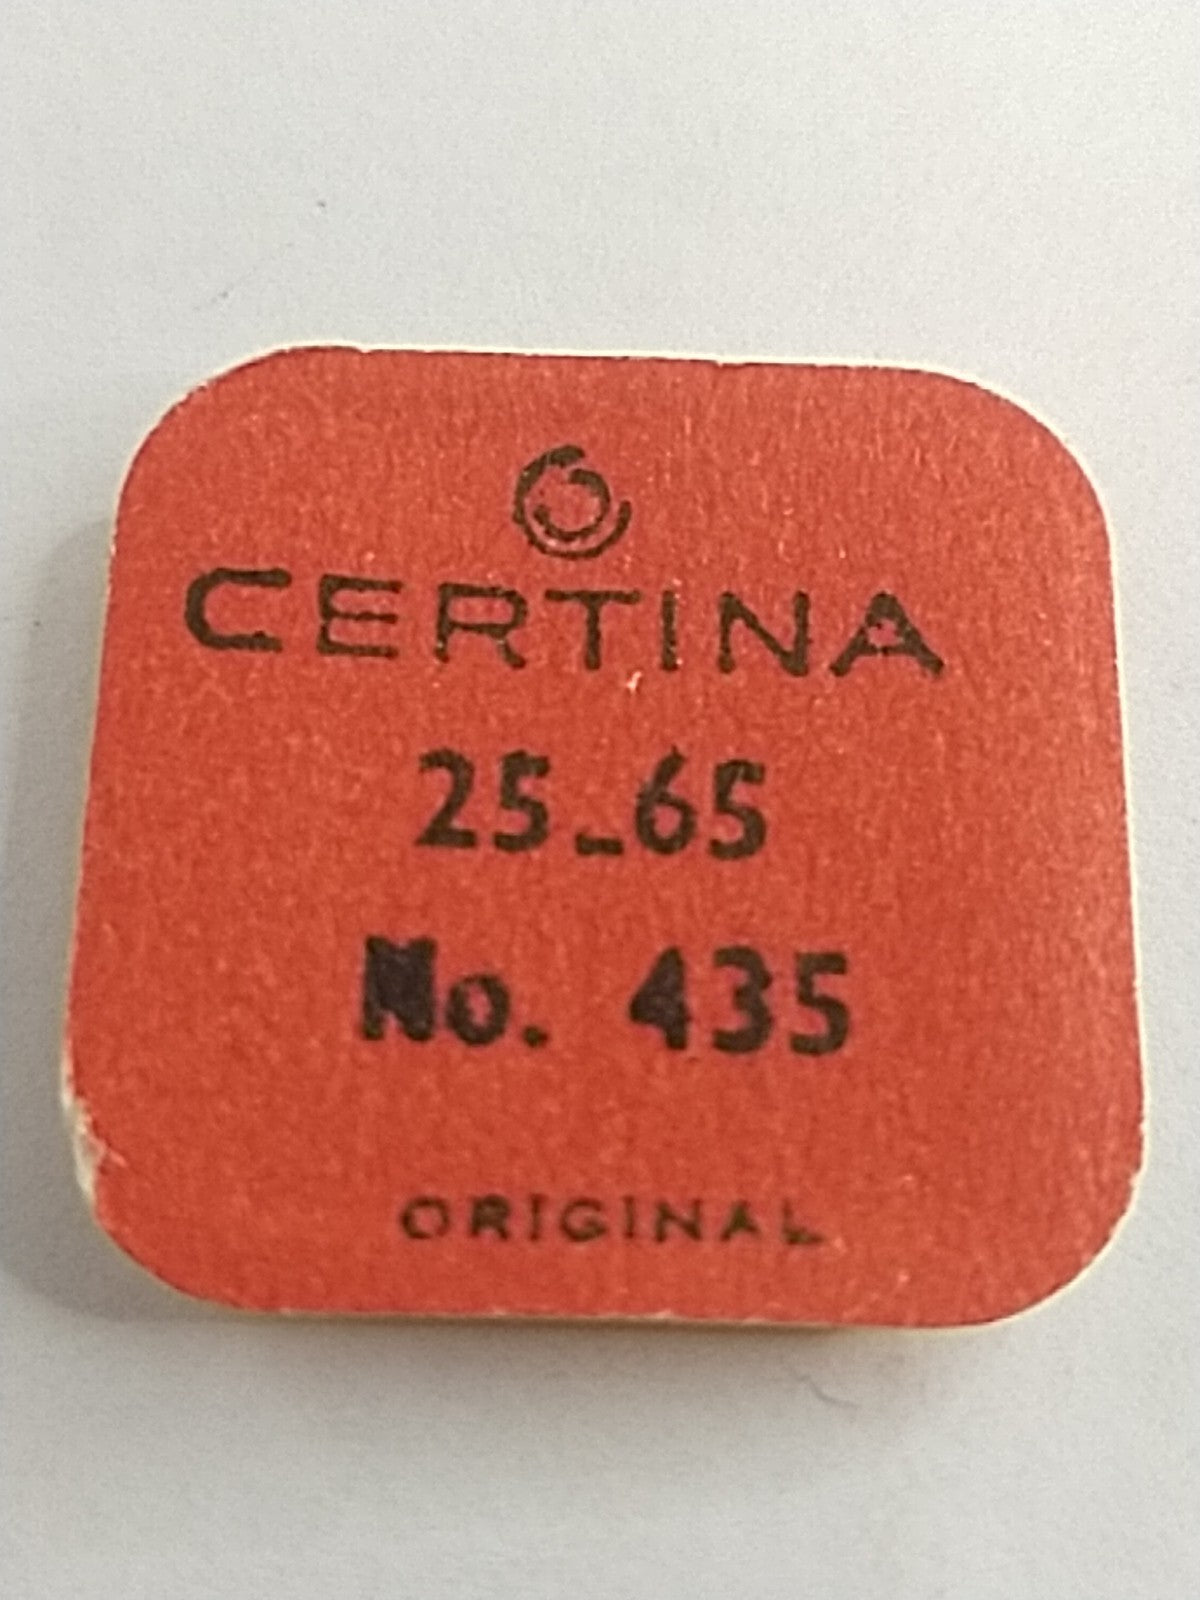 CERTINA
25-65
No. 435
ORIGINAL